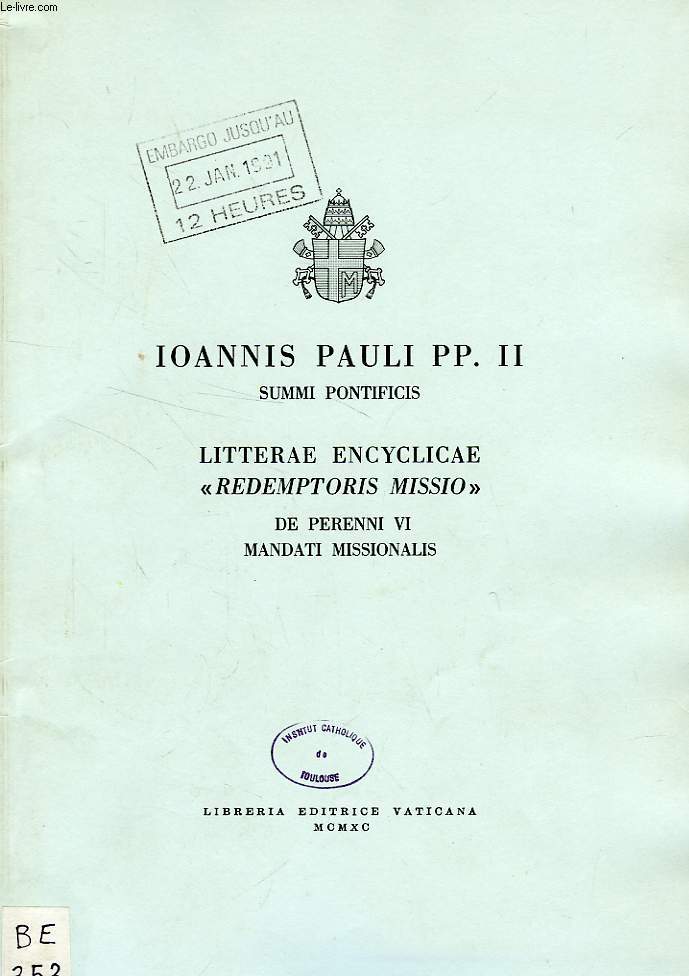 Le-livre.com
EMBARGO JUSQU'AU
22. JAN. 1991
12 HEURES
M
IOANNIS PAULI PP. II
SUMMI PONTIFICIS
LITTERAE ENCYCLICAE
«REDEMPTORIS MISSIO»
DE PERENNI VI
MANDATI MISSIONALIS
INSTITUT CATHOLIQUE
de
TOULOUSE
LIBRERIA EDITRICE VATICANA
MCMXC
BE